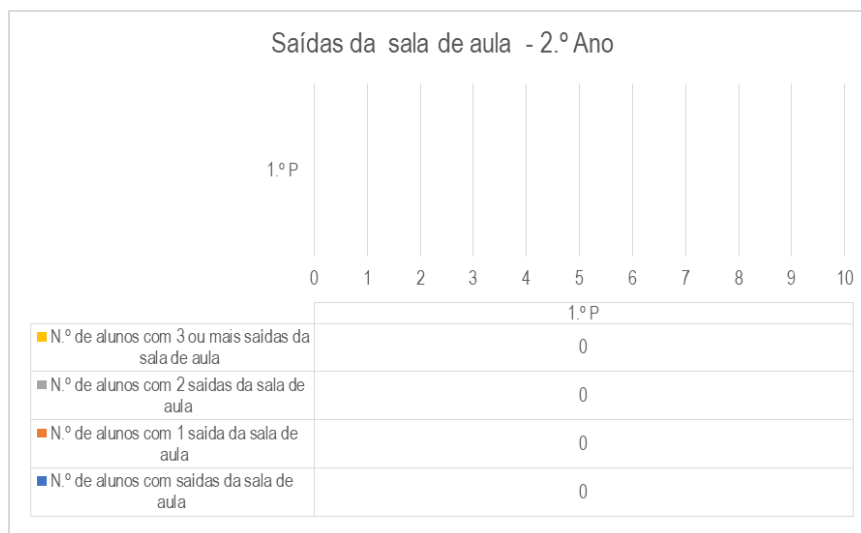 Saídas da sala de aula - 2.º Ano
1.º P
0 1 2 3 4 5 6 7 8 9 10
1.º P
N.º de alunos com 3 ou mais saídas da
sala de aula
0
N.º de alunos com 2 saidas da sala de
aula
0
N.º de alunos com 1 saida da sala de
aula
0
N.º de alunos com saídas da sala de
aula
0